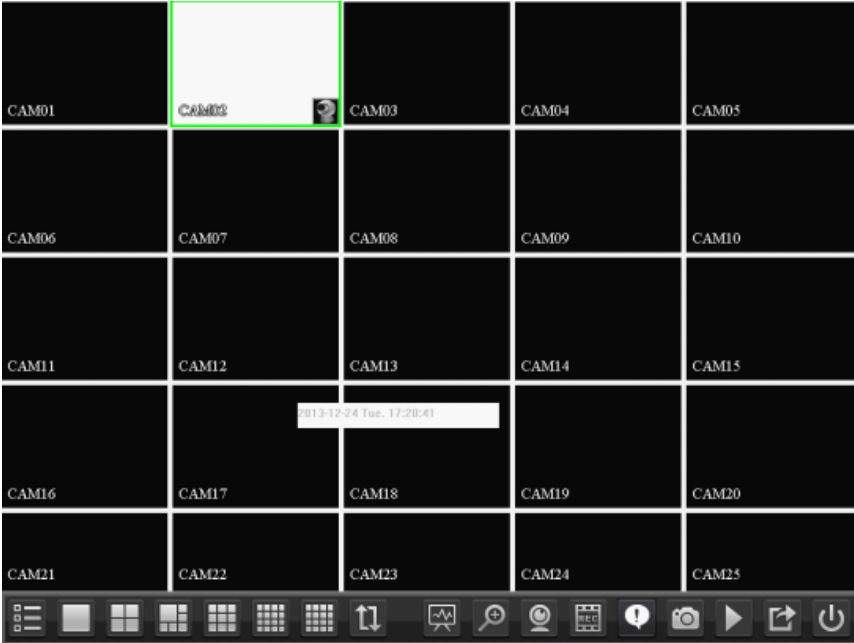 CAM01 CAM02 CAM03 CAM04 CAM05
CAM06 CAM07 CAM08 CAM09 CAM10
CAM11 CAM12 CAM13 CAM14 CAM15
2013-12-24 Tue. 17:20:41
CAM16 CAM17 CAM18 CAM19 CAM20
CAM21 CAM22 CAM23 CAM24 CAM25
REC